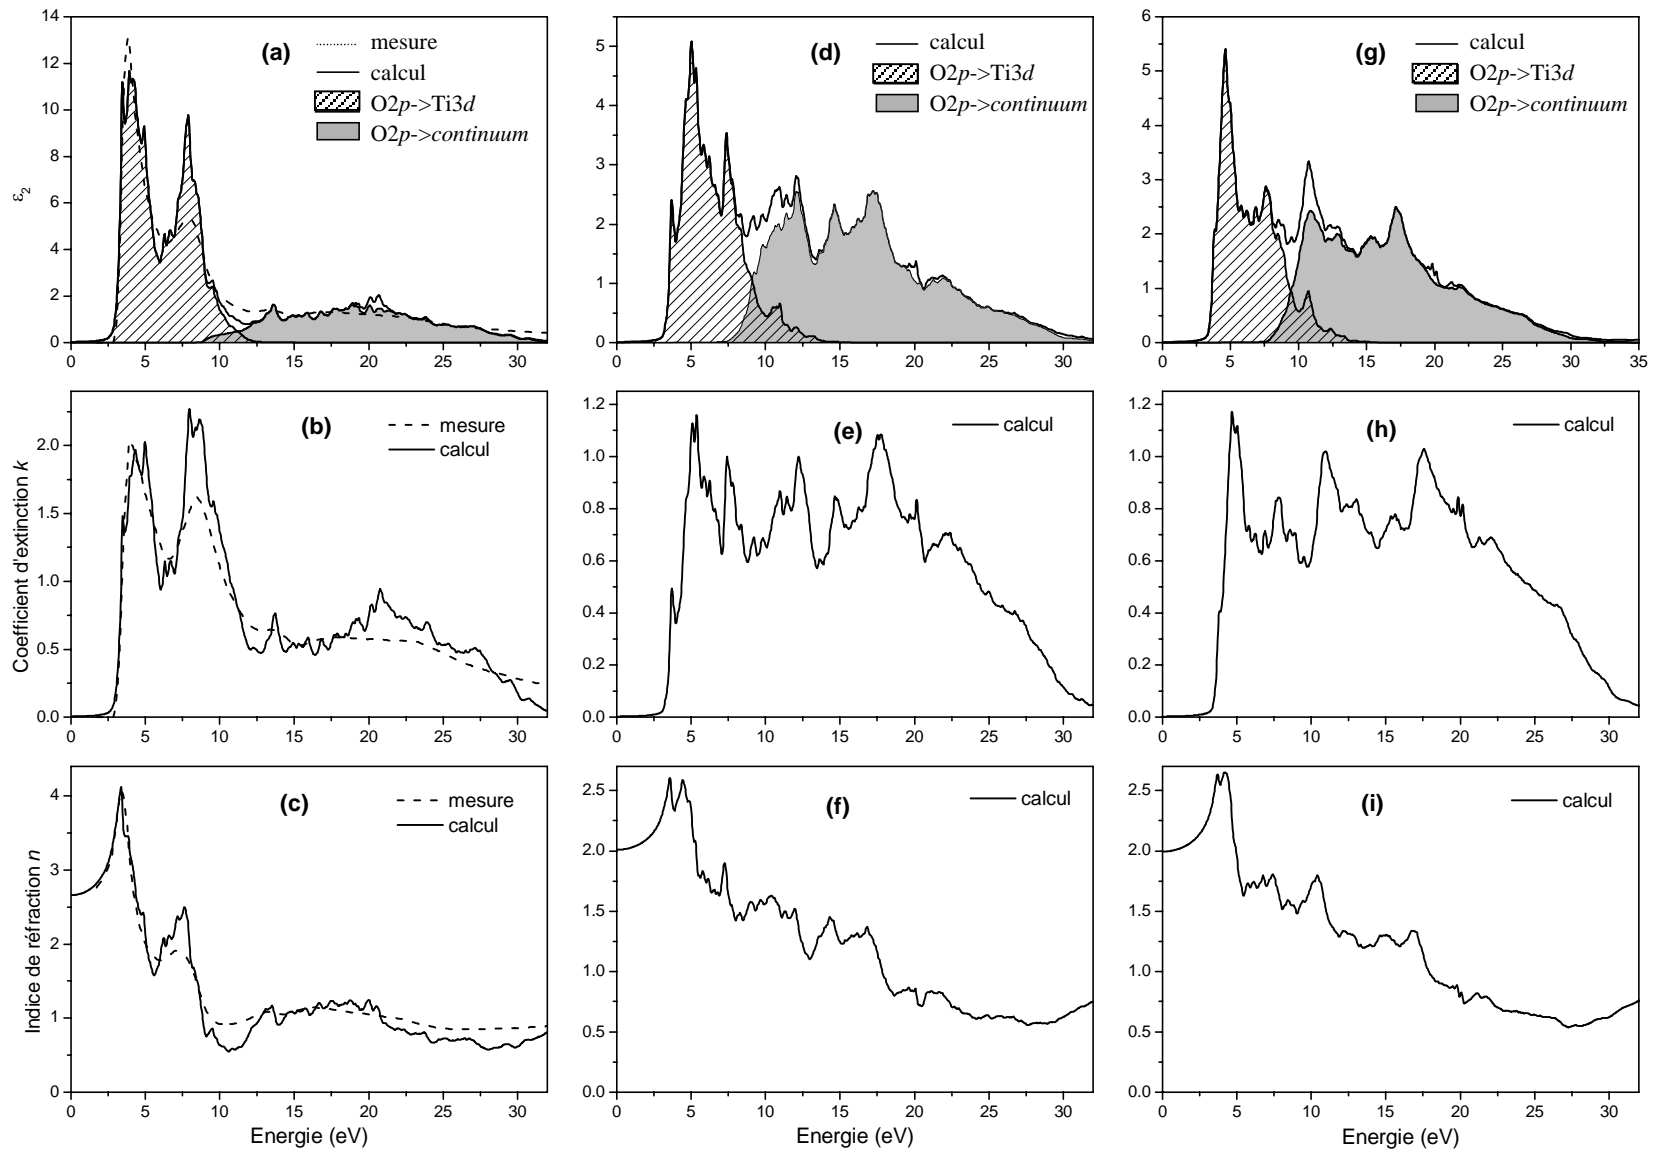 ε2
14
12
10
8
6
4
2
0
0 5 10 15 20 25 30
(a)
mesure
calcul
O2p->Ti3d
O2p->continuum
5
4
3
2
1
0
0 5 10 15 20 25 30
(d)
calcul
O2p->Ti3d
O2p->continuum
6
5
4
3
2
1
0
0 5 10 15 20 25 30 35
(g)
calcul
O2p->Ti3d
O2p->continuum
Coefficient d'extinction k
2.0
1.5
1.0
0.5
0.0
0 5 10 15 20 25 30
(b)
mesure
calcul
1.2
1.0
0.8
0.6
0.4
0.2
0.0
0 5 10 15 20 25 30
(e)
calcul
1.2
1.0
0.8
0.6
0.4
0.2
0.0
0 5 10 15 20 25 30
(h)
calcul
Indice de réfraction n
4
3
2
1
0
0 5 10 15 20 25 30
Energie (eV)
(c)
mesure
calcul
2.5
2.0
1.5
1.0
0.5
0.0
0 5 10 15 20 25 30
Energie (eV)
(f)
calcul
2.5
2.0
1.5
1.0
0.5
0.0
0 5 10 15 20 25 30
Energie (eV)
(i)
calcul